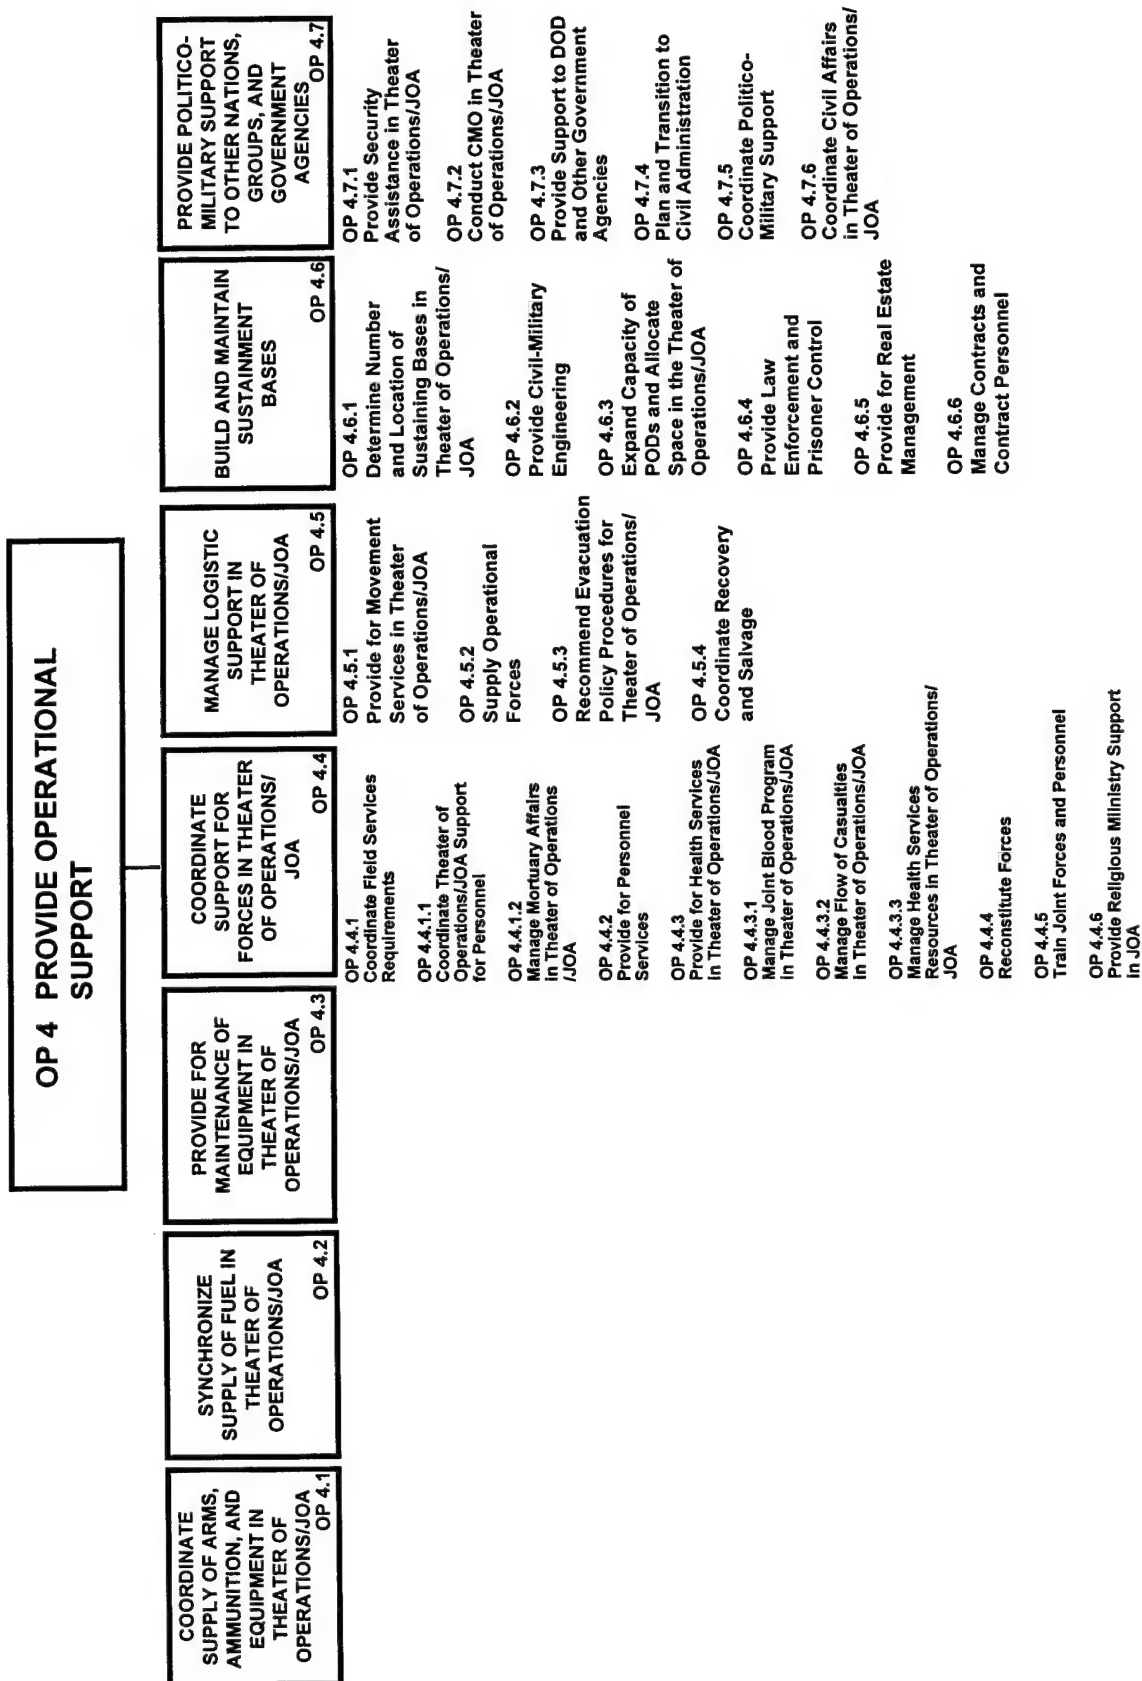 OP 4 PROVIDE OPERATIONAL
SUPPORT
COORDINATE
SUPPLY OF ARMS,
AMMUNITION, AND
EQUIPMENT IN
THEATER OF
OPERATIONS/JOA
OP 4.1
SYNCHRONIZE
SUPPLY OF FUEL IN
THEATER OF
OPERATIONS/JOA
OP 4.2
PROVIDE FOR
MAINTENANCE OF
EQUIPMENT IN
THEATER OF
OPERATIONS/JOA
OP 4.3
COORDINATE
SUPPORT FOR
FORCES IN THEATER
OF OPERATIONS/
JOA
OP 4.4
OP 4.4.1
Coordinate Field Services
Requirements
OP 4.4.1.1
Coordinate Theater of
Operations/JOA Support
for Personnel
OP 4.4.1.2
Manage Mortuary Affairs
in Theater of Operations
/JOA
OP 4.4.2
Provide for Personnel
Services
OP 4.4.3
Provide for Health Services
in Theater of Operations/JOA
OP 4.4.3.1
Manage Joint Blood Program
in Theater of Operations/JOA
OP 4.4.3.2
Manage Flow of Casualties
in Theater of Operations/JOA
OP 4.4.3.3
Manage Health Services
Resources in Theater of Operations/
JOA
OP 4.4.4
Reconstitute Forces
OP 4.4.5
Train Joint Forces and Personnel
OP 4.4.6
Provide Religious Ministry Support
in JOA
MANAGE LOGISTIC
SUPPORT IN
THEATER OF
OPERATIONS/JOA
OP 4.5
OP 4.5.1
Provide for Movement
Services in Theater
of Operations/JOA
OP 4.5.2
Supply Operational
Forces
OP 4.5.3
Recommend Evacuation
Policy Procedures for
Theater of Operations/
JOA
OP 4.5.4
Coordinate Recovery
and Salvage
BUILD AND MAINTAIN
SUSTAINMENT
BASES
OP 4.6
OP 4.6.1
Determine Number
and Location of
Sustaining Bases in
Theater of Operations/
JOA
OP 4.6.2
Provide Civil-Military
Engineering
OP 4.6.3
Expand Capacity of
PODs and Allocate
Space in the Theater of
Operations/JOA
OP 4.6.4
Provide Law
Enforcement and
Prisoner Control
OP 4.6.5
Provide for Real Estate
Management
OP 4.6.6
Manage Contracts and
Contract Personnel
PROVIDE POLITICO-
MILITARY SUPPORT
TO OTHER NATIONS,
GROUPS, AND
GOVERNMENT
AGENCIES
OP 4.7
OP 4.7.1
Provide Security
Assistance in Theater
of Operations/JOA
OP 4.7.2
Conduct CMO in Theater
of Operations/JOA
OP 4.7.3
Provide Support to DOD
and Other Government
Agencies
OP 4.7.4
Plan and Transition to
Civil Administration
OP 4.7.5
Coordinate Politico-
Military Support
OP 4.7.6
Coordinate Civil Affairs
in Theater of Operations/
JOA